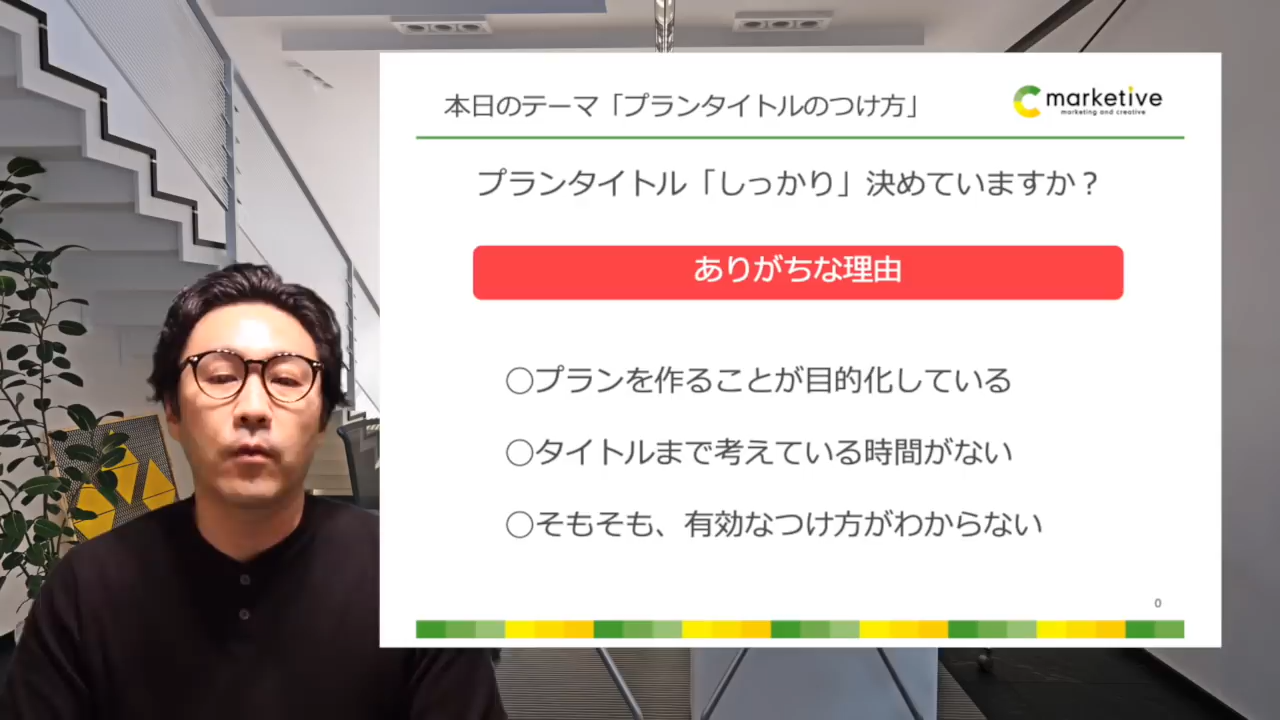 本日のテーマ「プランタイトルのつけ方」
marketive
marketing and creative
プランタイトル「しっかり」決めていますか？
ありがちな理由
○プランを作ることが目的化している
○タイトルまで考えている時間がない
○そもそも、有効なつけ方がわからない
0